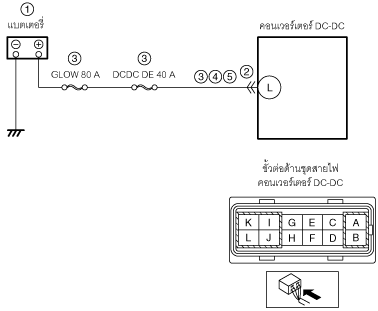 ①
แบตเตอรี่
คอนเวอร์เตอร์ DC-DC
③
GLOW 80 A
③
DCDC DE 40 A
③④⑤
②
L
ขั้วต่อด้านชุดสายไฟ
คอนเวอร์เตอร์ DC-DC
K I G E C A
L J H F D B